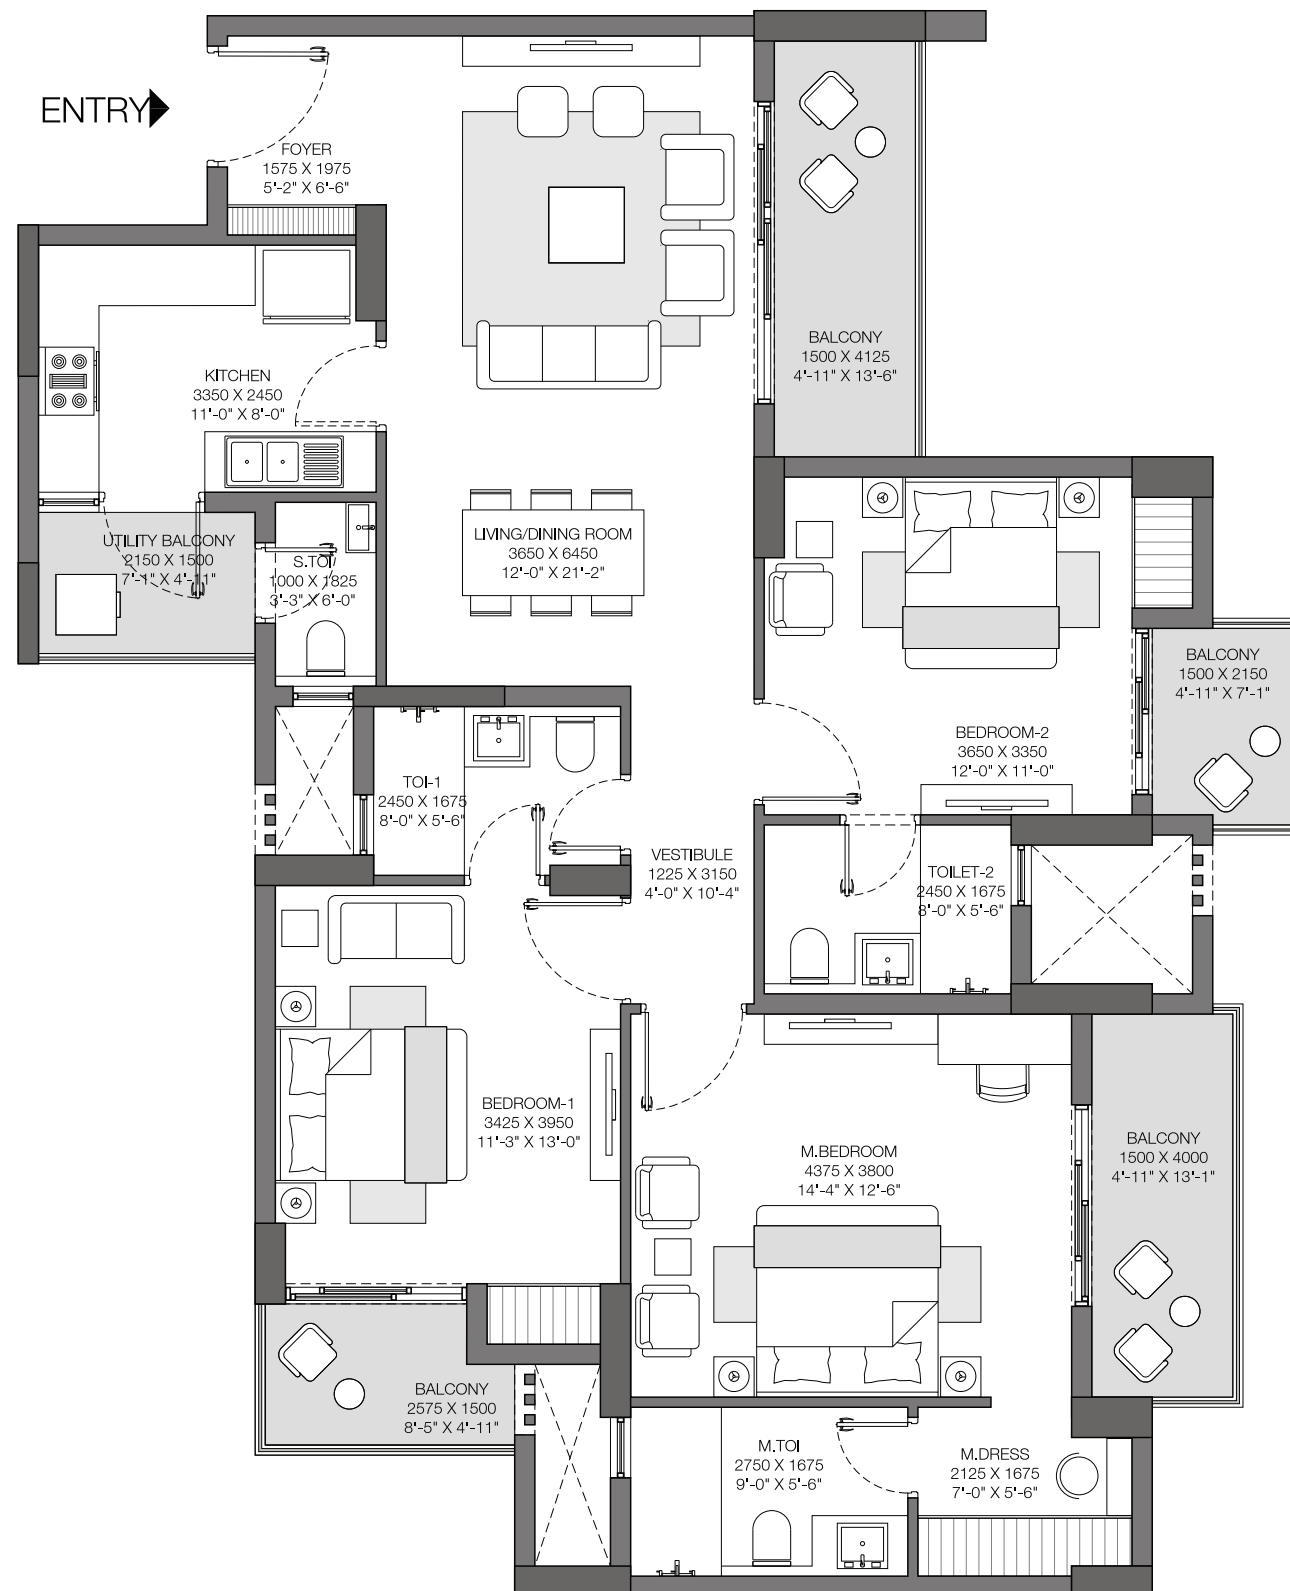 ENTRY
FOYER
1575 X 1975
5'-2" X 6'-6"
BALCONY
1500 X 4125
4'-11" X 13'-6"
KITCHEN
3350 X 2450
11'-0" X 8'-0"
LIVING/DINING ROOM
3650 X 6450
12'-0" X 21'-2"
UTILITY BALCONY
2150 X 1500
7'-1" X 4'-11"
S.TOI
1000 X 1825
3'-3" X 6'-0"
BALCONY
1500 X 2150
4'-11" X 7'-1"
BEDROOM-2
3650 X 3350
12'-0" X 11'-0"
TOI-1
2450 X 1675
8'-0" X 5'-6"
VESTIBULE
1225 X 3150
4'-0" X 10'-4"
TOILET-2
2450 X 1675
8'-0" X 5'-6"
BEDROOM-1
3425 X 3950
11'-3" X 13'-0"
M.BEDROOM
4375 X 3800
14'-4" X 12'-6"
BALCONY
1500 X 4000
4'-11" X 13'-1"
BALCONY
2575 X 1500
8'-5" X 4'-11"
M.TOI
2750 X 1675
9'-0" X 5'-6"
M.DRESS
2125 X 1675
7'-0" X 5'-6"